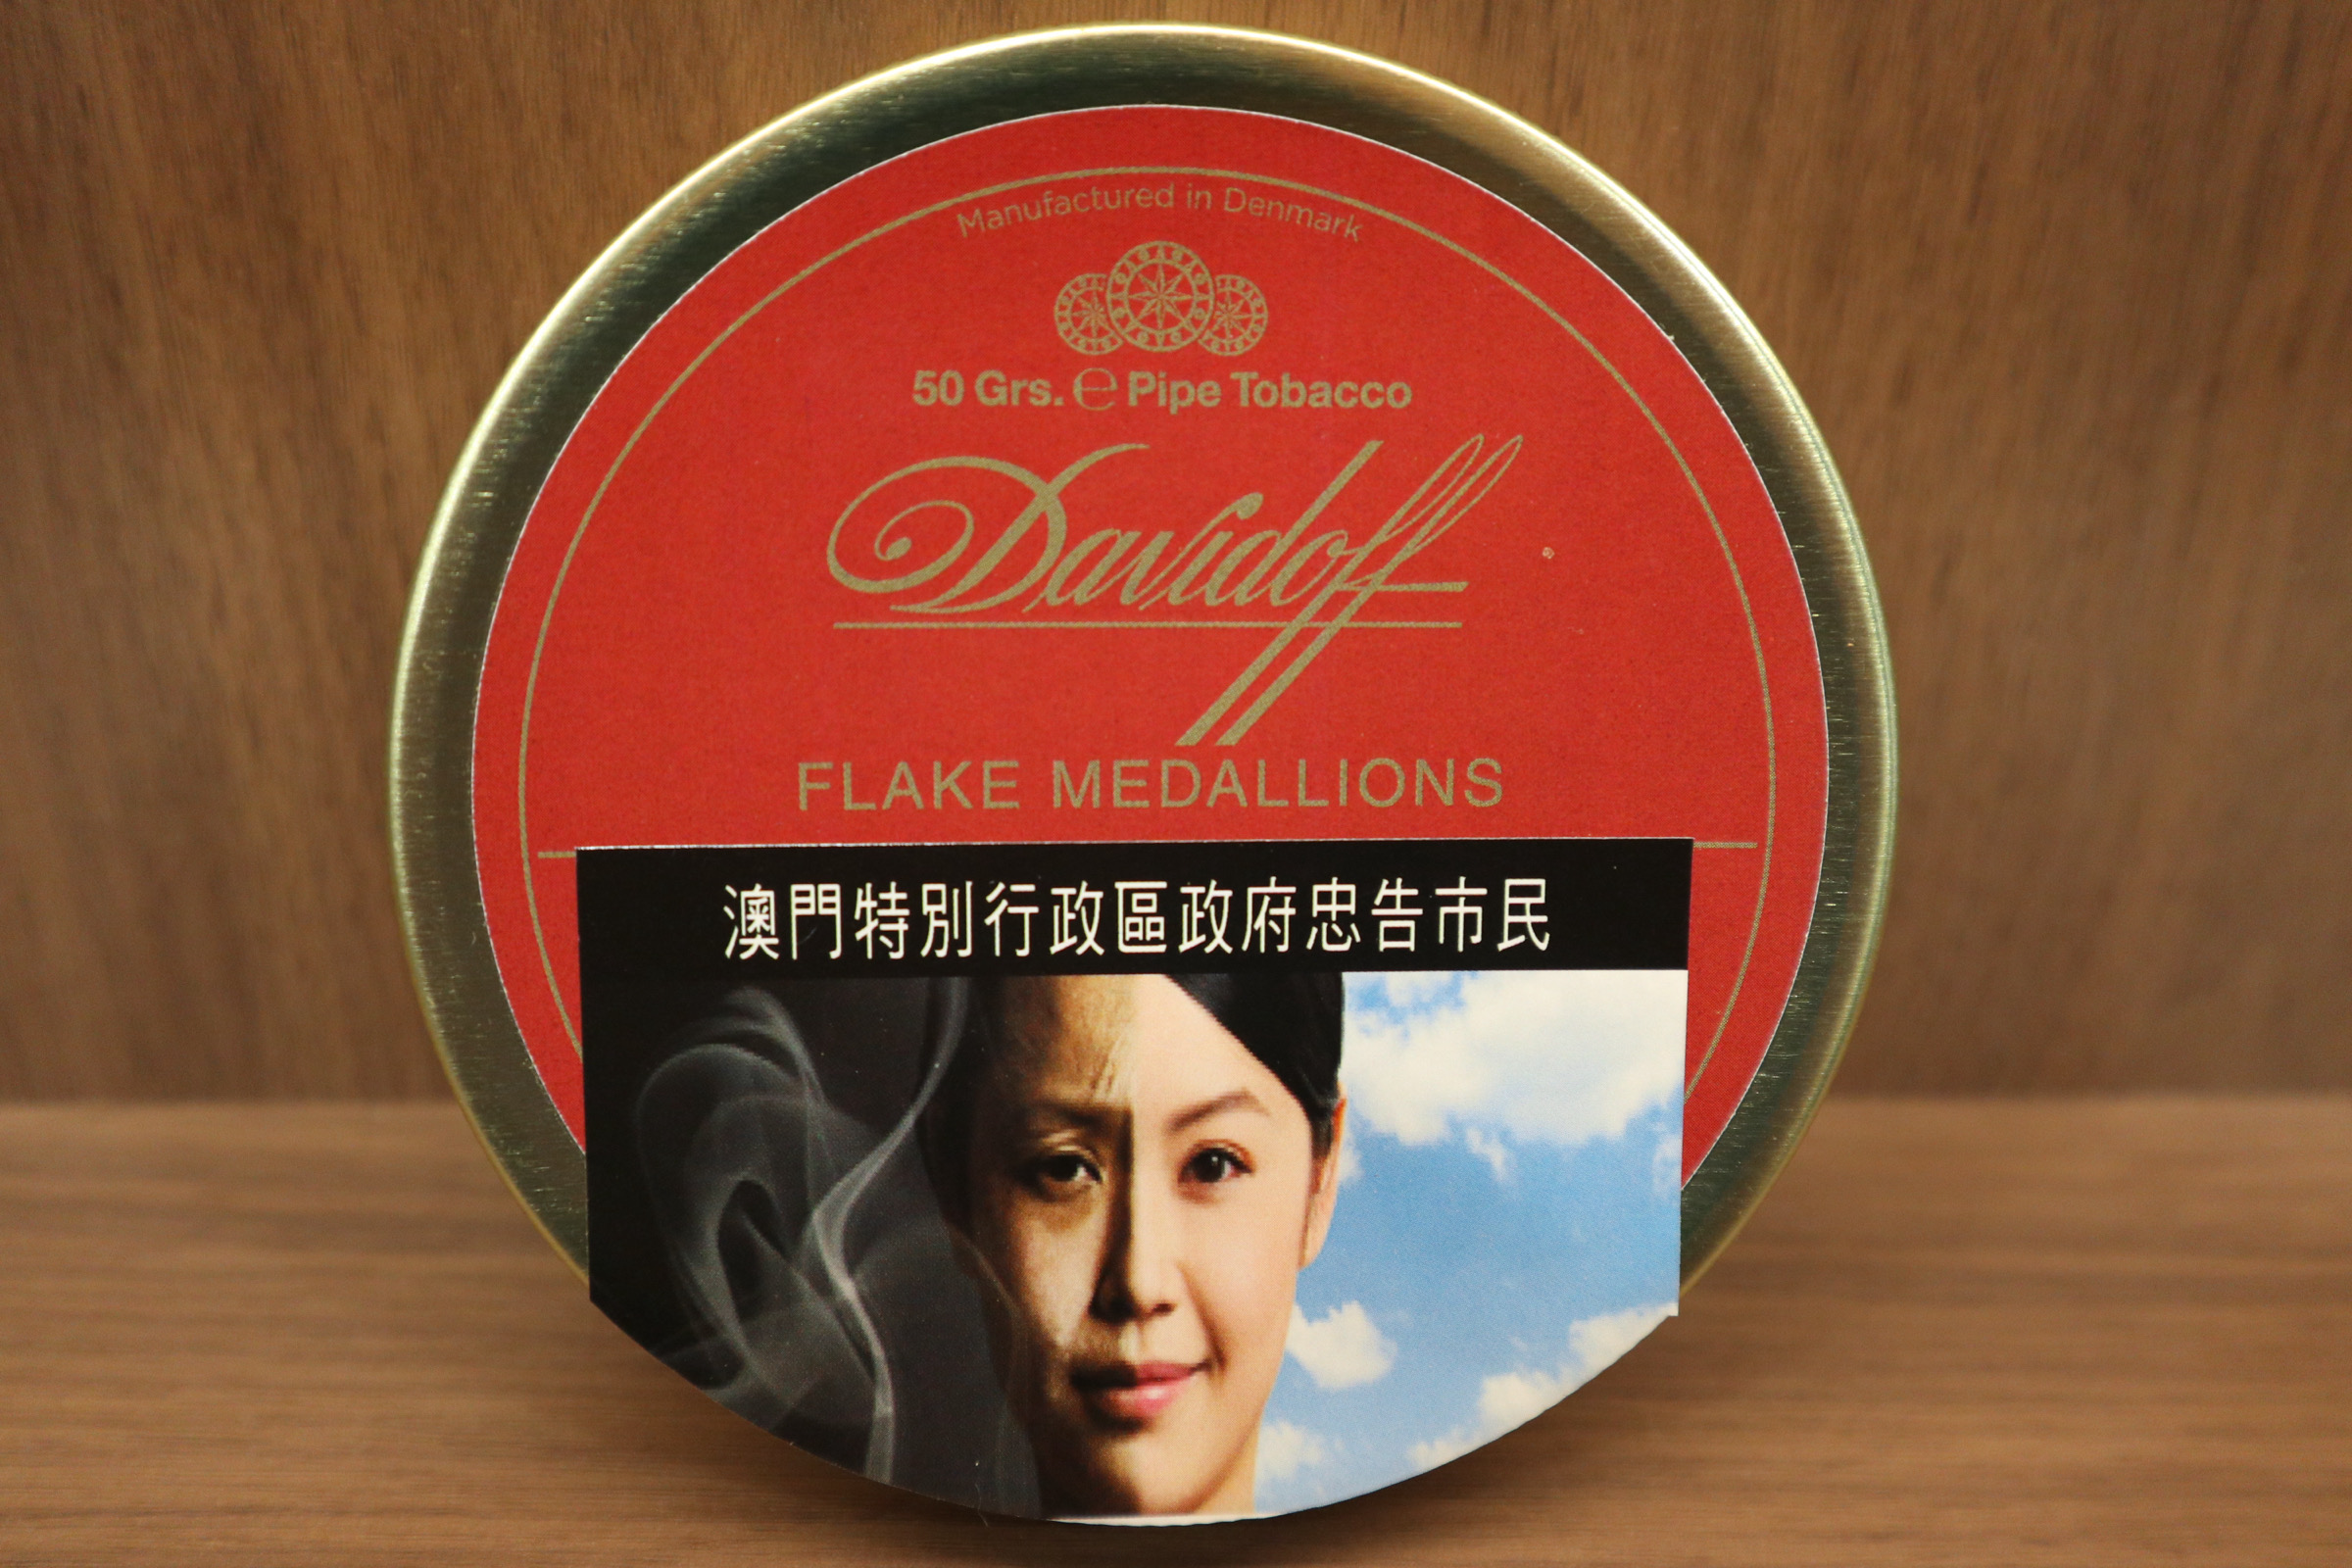 Manufactured in Denmark
50 Grs. ℮ Pipe Tobacco
Davidoff
FLAKE MEDALLIONS
澳門特別行政區政府忠告市民